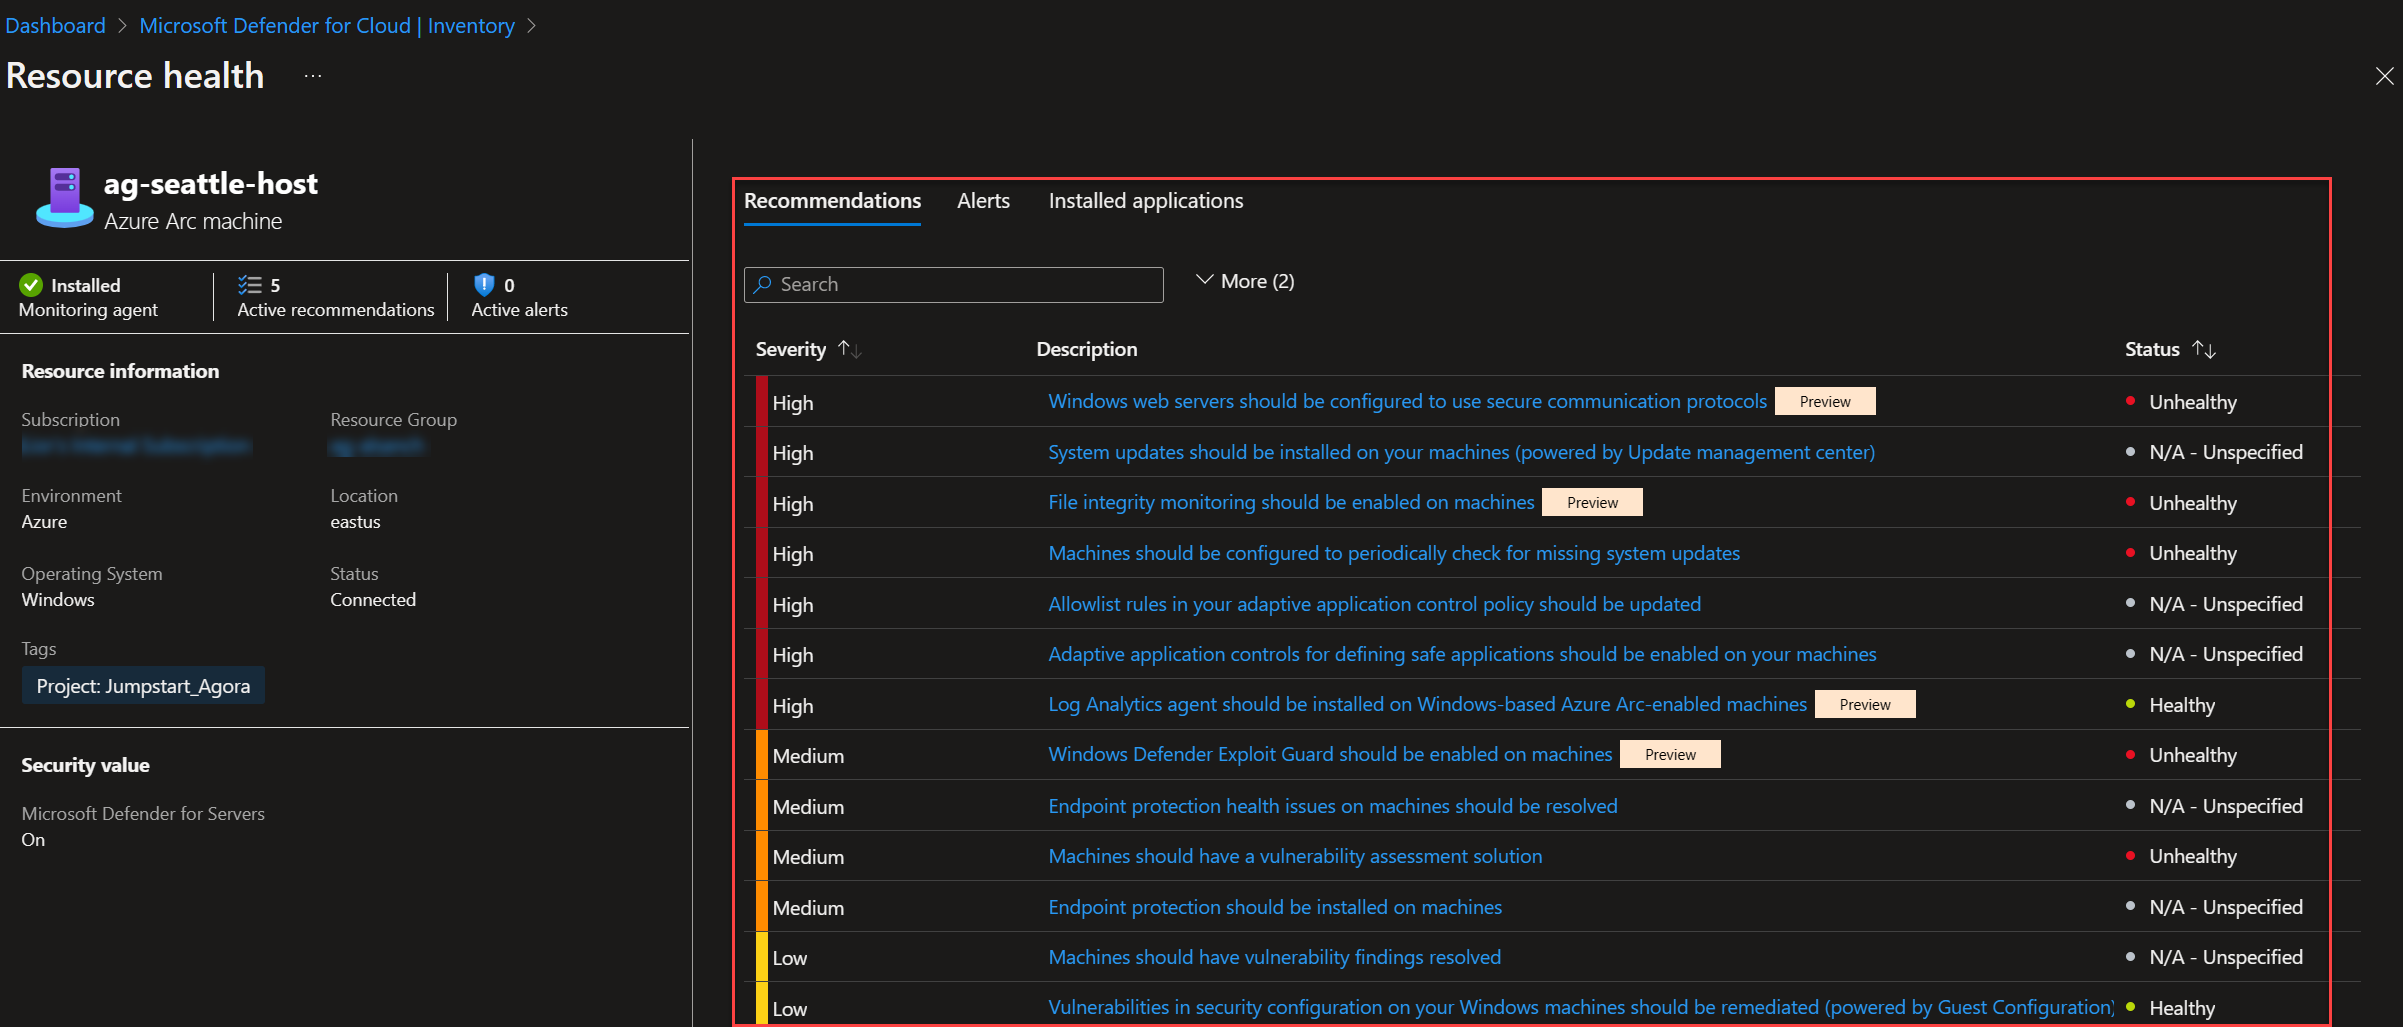 Dashboard > Microsoft Defender for Cloud | Inventory >
Resource health ...
ag-seattle-host
Azure Arc machine
Installed
Monitoring agent
5
Active recommendations
0
Active alerts
Resource information
Subscription
Resource Group
Environment
Azure
Location
eastus
Operating System
Windows
Status
Connected
Tags
Project: Jumpstart_Agora
Security value
Microsoft Defender for Servers
On
Recommendations Alerts Installed applications
Search More (2)
Severity Description Status
High Windows web servers should be configured to use secure communication protocols Preview Unhealthy
High System updates should be installed on your machines (powered by Update management center) N/A - Unspecified
High File integrity monitoring should be enabled on machines Preview Unhealthy
High Machines should be configured to periodically check for missing system updates Unhealthy
High Allowlist rules in your adaptive application control policy should be updated N/A - Unspecified
High Adaptive application controls for defining safe applications should be enabled on your machines N/A - Unspecified
High Log Analytics agent should be installed on Windows-based Azure Arc-enabled machines Preview Healthy
Medium Windows Defender Exploit Guard should be enabled on machines Preview Unhealthy
Medium Endpoint protection health issues on machines should be resolved N/A - Unspecified
Medium Machines should have a vulnerability assessment solution Unhealthy
Medium Endpoint protection should be installed on machines N/A - Unspecified
Low Machines should have vulnerability findings resolved N/A - Unspecified
Low Vulnerabilities in security configuration on your Windows machines should be remediated (powered by Guest Configuration) Healthy